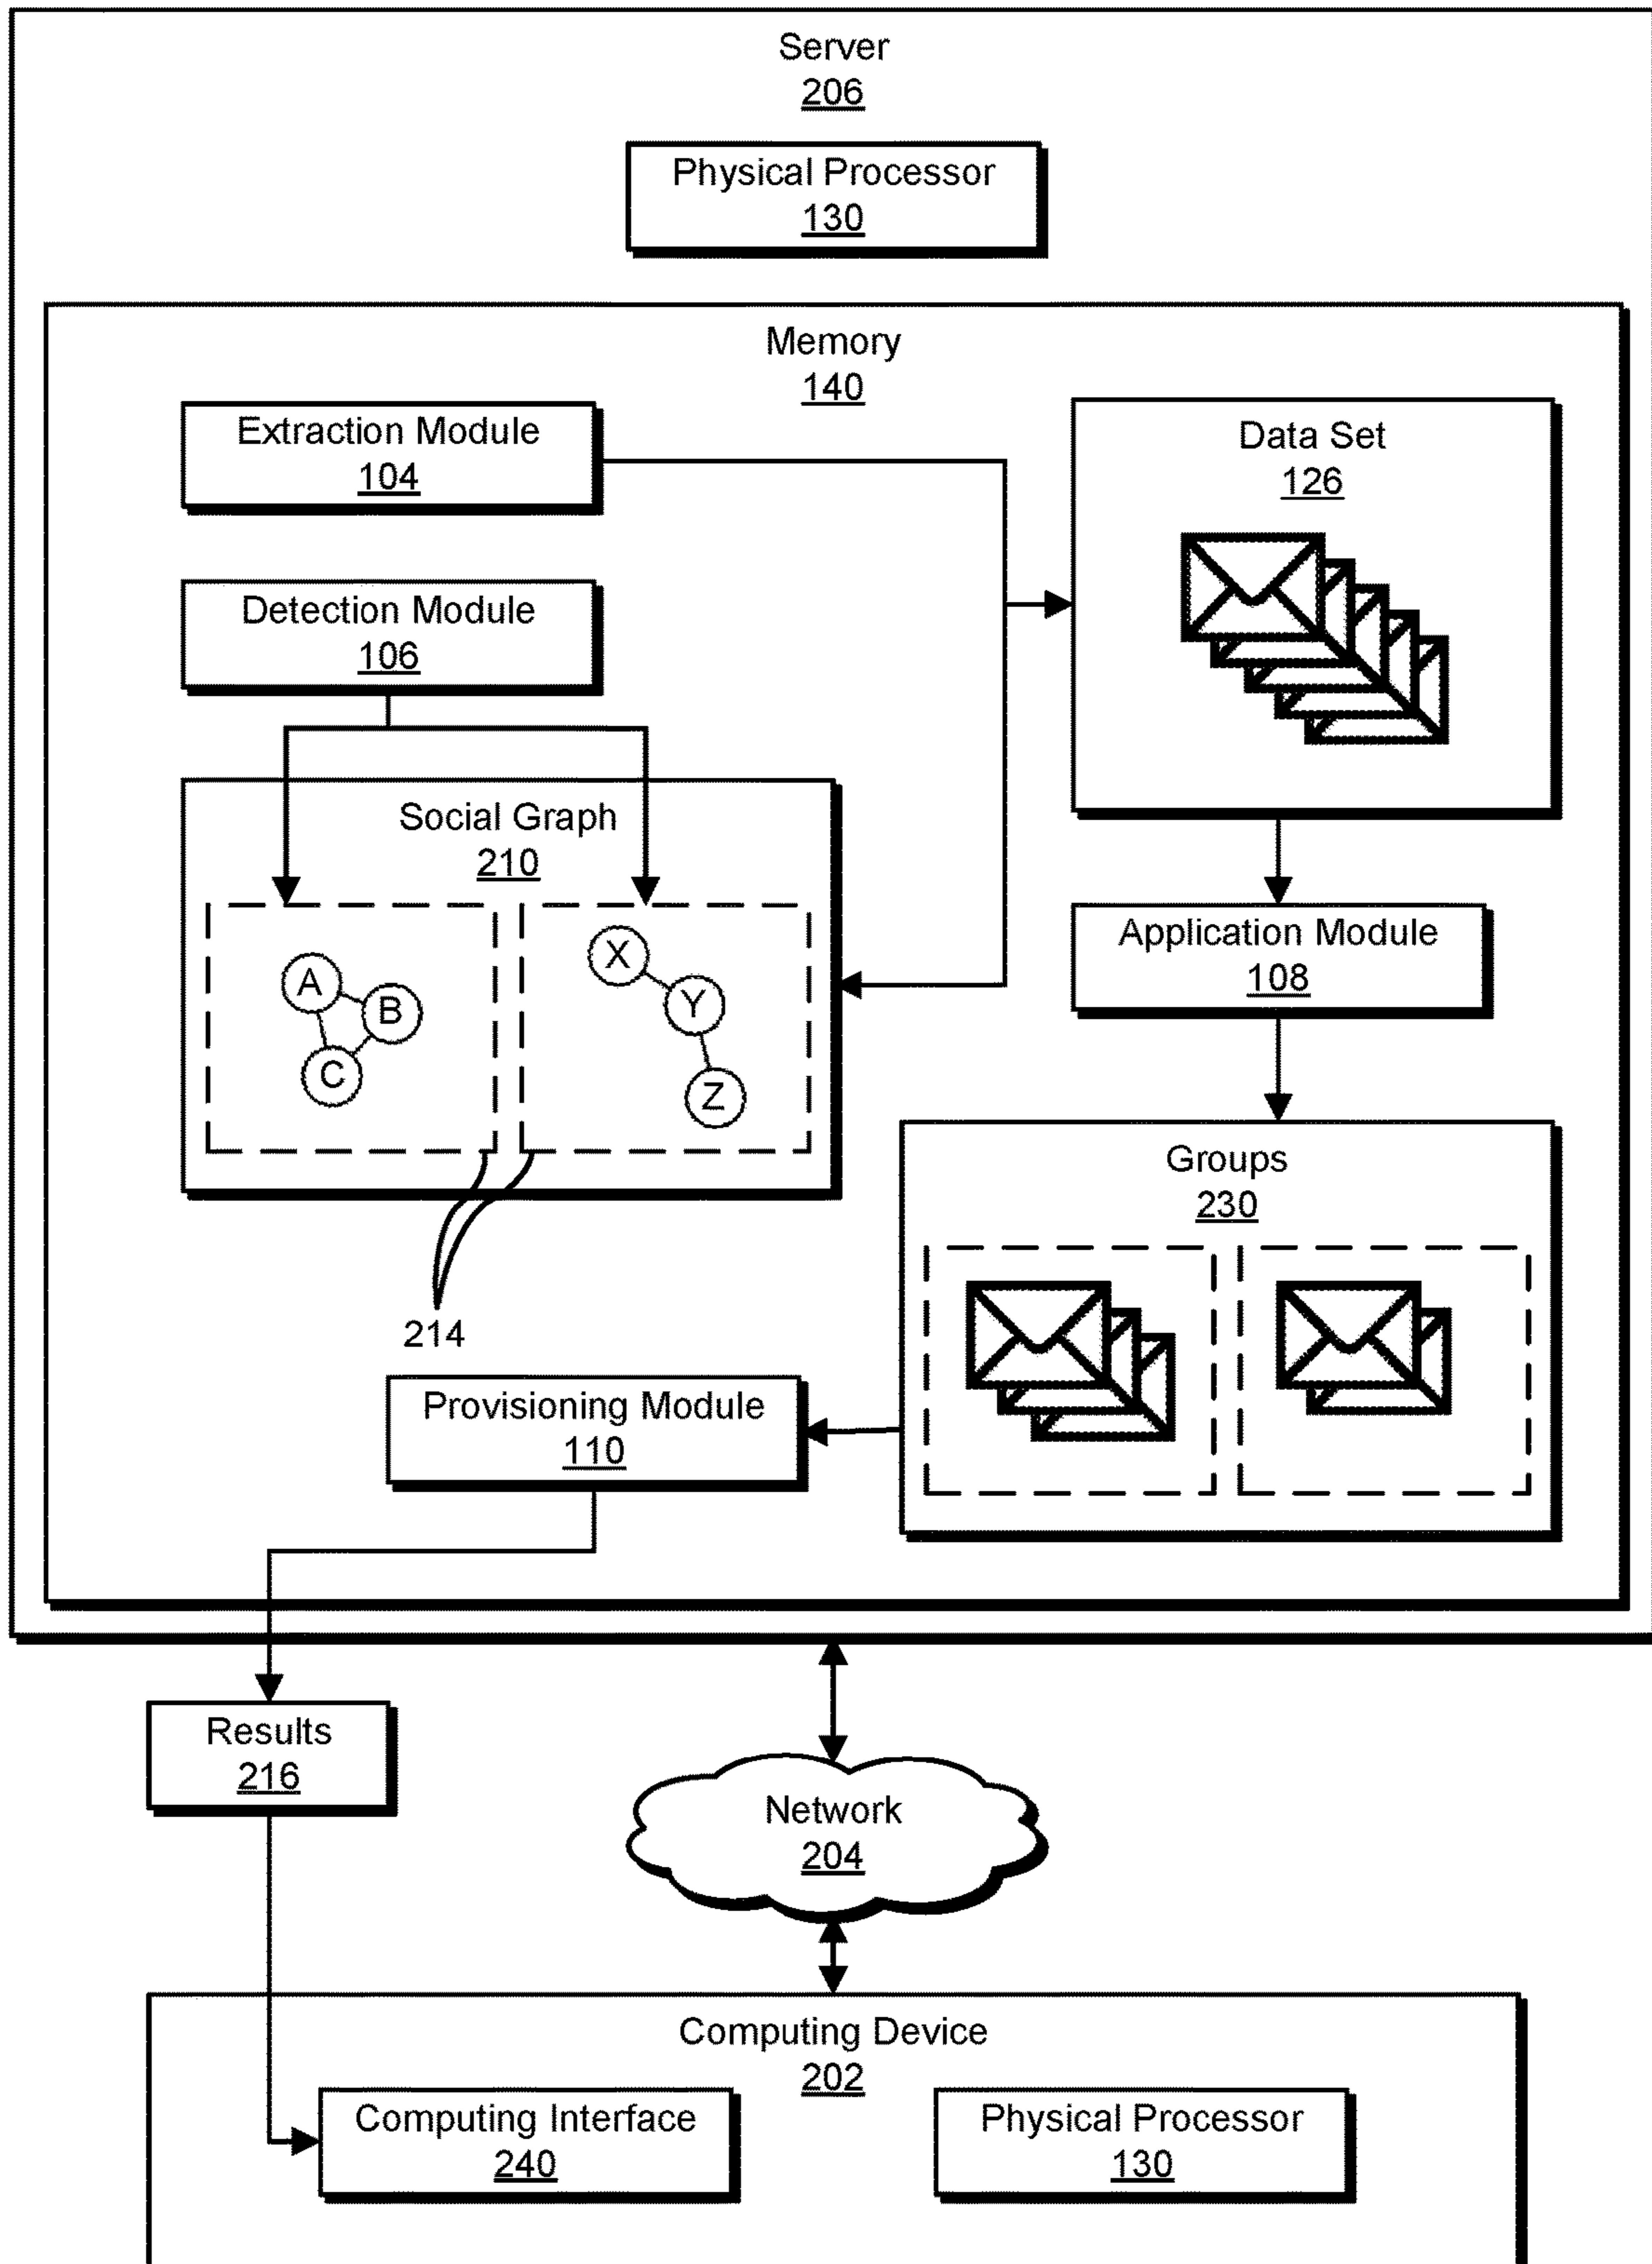 Server
206
Physical Processor
130
Memory
140
Extraction Module
104
Data Set
126
Detection Module
106
Social Graph
210
A
B
C
X
Y
Z
214
Application Module
108
Groups
230
Provisioning Module
110
Results
216
Network
204
Computing Device
202
Computing Interface
240
Physical Processor
130